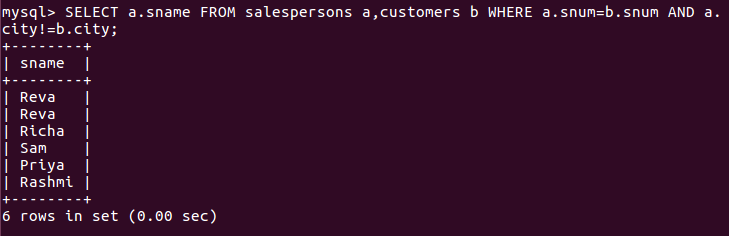 mysql> SELECT a.sname FROM salespersons a,customers b WHERE a.snum=b.snum AND a.
city!=b.city;
+--------+
| sname  |
+--------+
| Reva   |
| Reva   |
| Richa  |
| Sam    |
| Priya  |
| Rashmi |
+--------+
6 rows in set (0.00 sec)